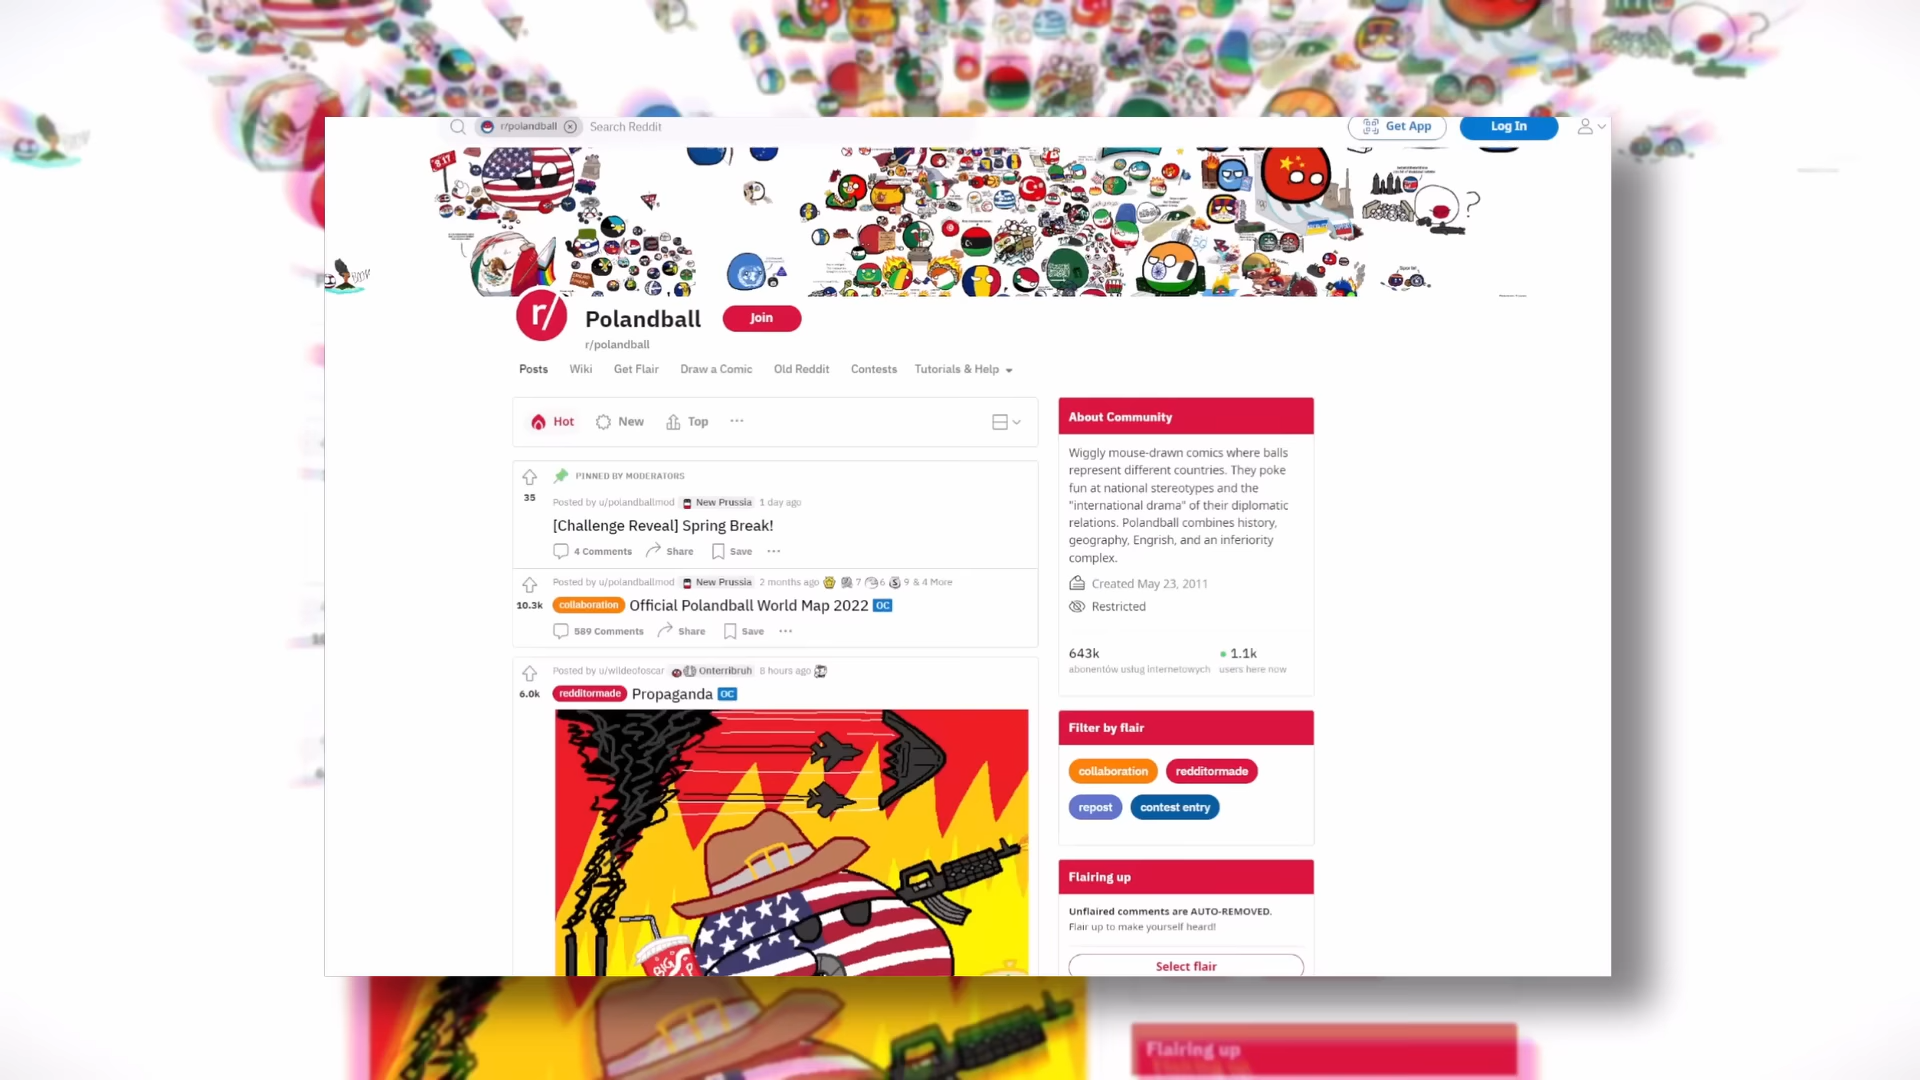 r/polandball
Search Reddit
Get App
Log In
Polandball
Join
r/polandball
Posts
Wiki
Get Flair
Draw a Comic
Old Reddit
Contests
Tutorials & Help
Hot
New
Top
PINNED BY MODERATORS
35
Posted by u/polandballmod New Prussia 1 day ago
[Challenge Reveal] Spring Break!
4 Comments Share Save
Posted by u/polandballmod New Prussia 2 months ago 7 6 9 & 4 More
10.3k
collaboration Official Polandball World Map 2022 OC
589 Comments Share Save
Posted by u/wildeofoscar Onterribruh 8 hours ago
6.0k
redditormade Propaganda OC
BIG
About Community
Wiggly mouse-drawn comics where balls
represent different countries. They poke
fun at national stereotypes and the
"international drama" of their diplomatic
relations. Polandball combines history,
geography, Engrish, and an inferiority
complex.
Created May 23, 2011
Restricted
643k
abonentów usług internetowych
1.1k
users here now
Filter by flair
collaboration redditormade
repost contest entry
Flairing up
Unflaired comments are AUTO-REMOVED.
Flair up to make yourself heard!
Select flair
Flairing up